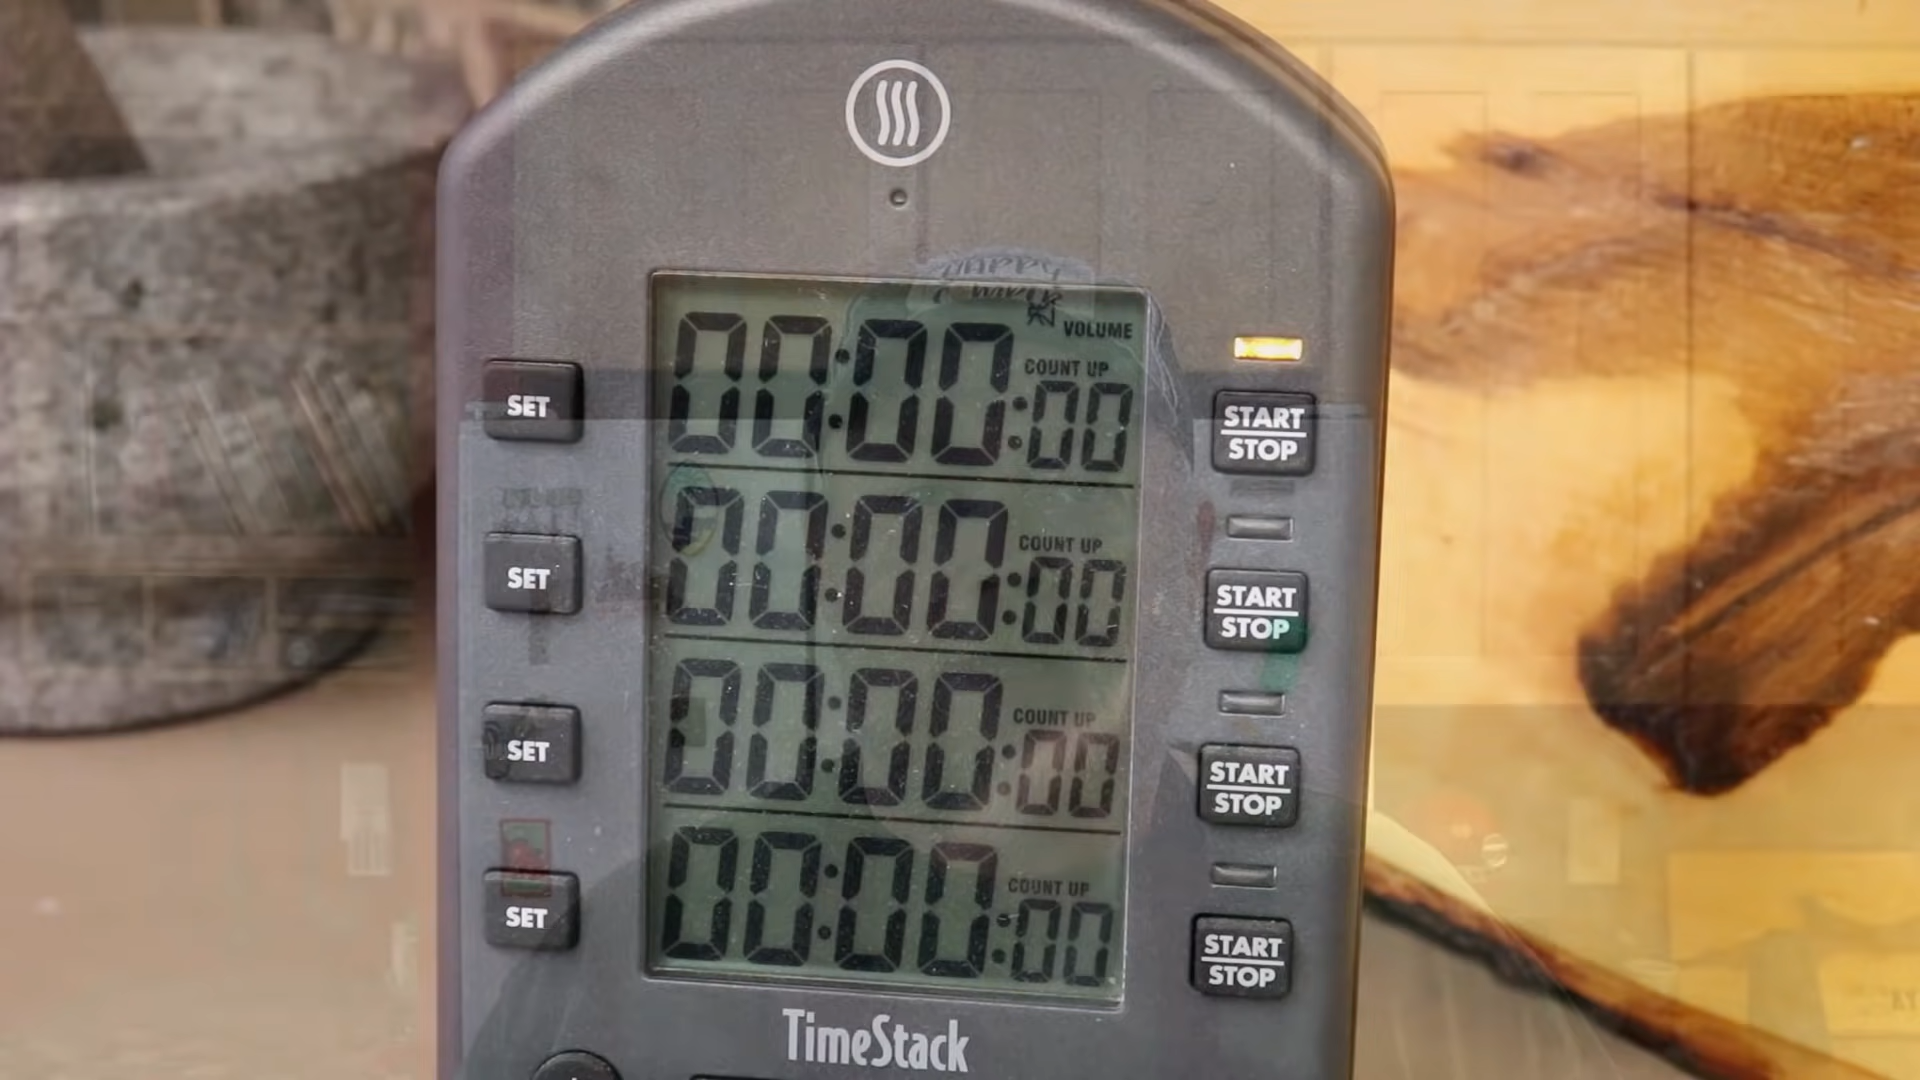 VOLUME
COUNT UP
00:00:00
SET
START
STOP
COUNT UP
00:00:00
SET
START
STOP
COUNT UP
00:00:00
SET
START
STOP
COUNT UP
00:00:00
SET
START
STOP
TimeStack